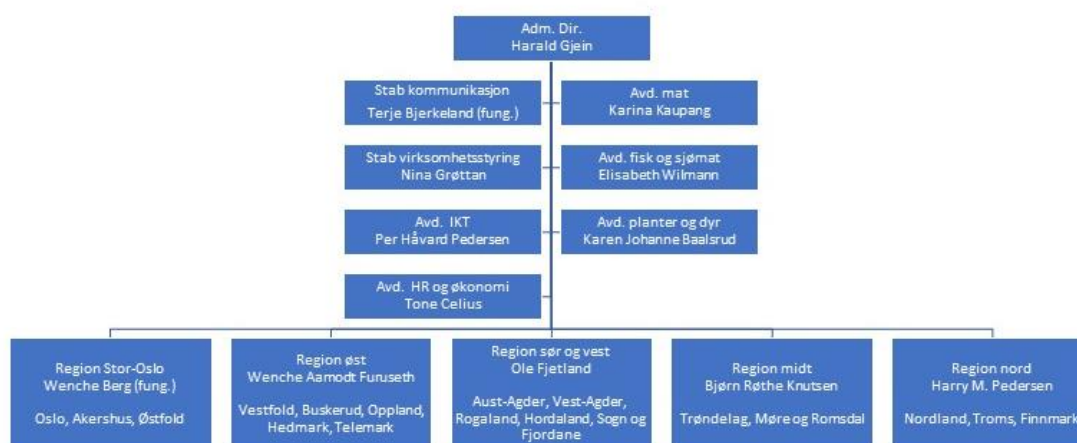 Adm. Dir.
Harald Gjein
Stab kommunikasjon
Terje Bjerkeland (fung.)
Avd. mat
Karina Kaupang
Stab virksomhetsstyring
Nina Grøttan
Avd. fisk og sjømat
Elisabeth Wilmann
Avd. IKT
Per Håvard Pedersen
Avd. planter og dyr
Karen Johanne Baalsrud
Avd. HR og økonomi
Tone Celius
Region Stor-Oslo
Wenche Berg (fung.)
Oslo, Akershus, Østfold
Region øst
Wenche Aamodt Furuseth
Vestfold, Buskerud, Oppland,
Hedmark, Telemark
Region sør og vest
Ole Fjetland
Aust-Agder, Vest-Agder,
Rogaland, Hordaland, Sogn og
Fjordane
Region midt
Bjørn Røthe Knutsen
Trøndelag, Møre og Romsdal
Region nord
Harry M. Pedersen
Nordland, Troms, Finnmark